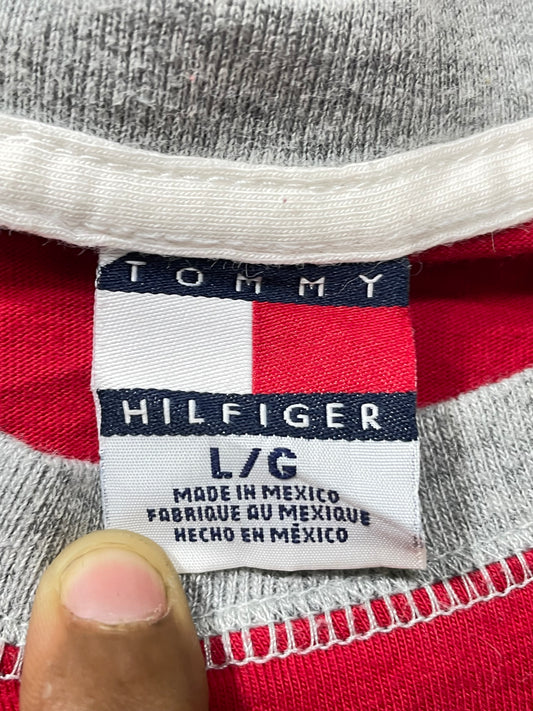 TOMMY
HILFIGER
L/G
MADE IN MEXICO
FABRIQUE AU MEXIQUE
HECHO EN MÉXICO